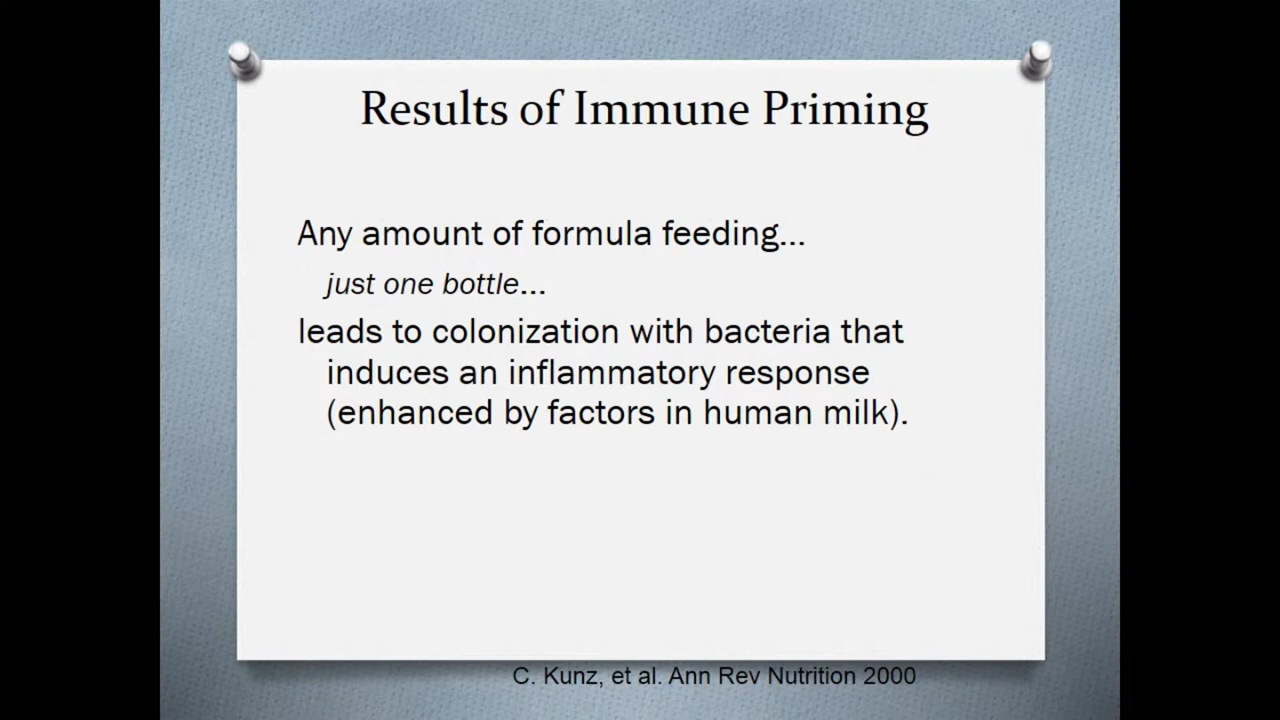 Results of Immune Priming
Any amount of formula feeding...
just one bottle...
leads to colonization with bacteria that
induces an inflammatory response
(enhanced by factors in human milk).
C. Kunz, et al. Ann Rev Nutrition 2000